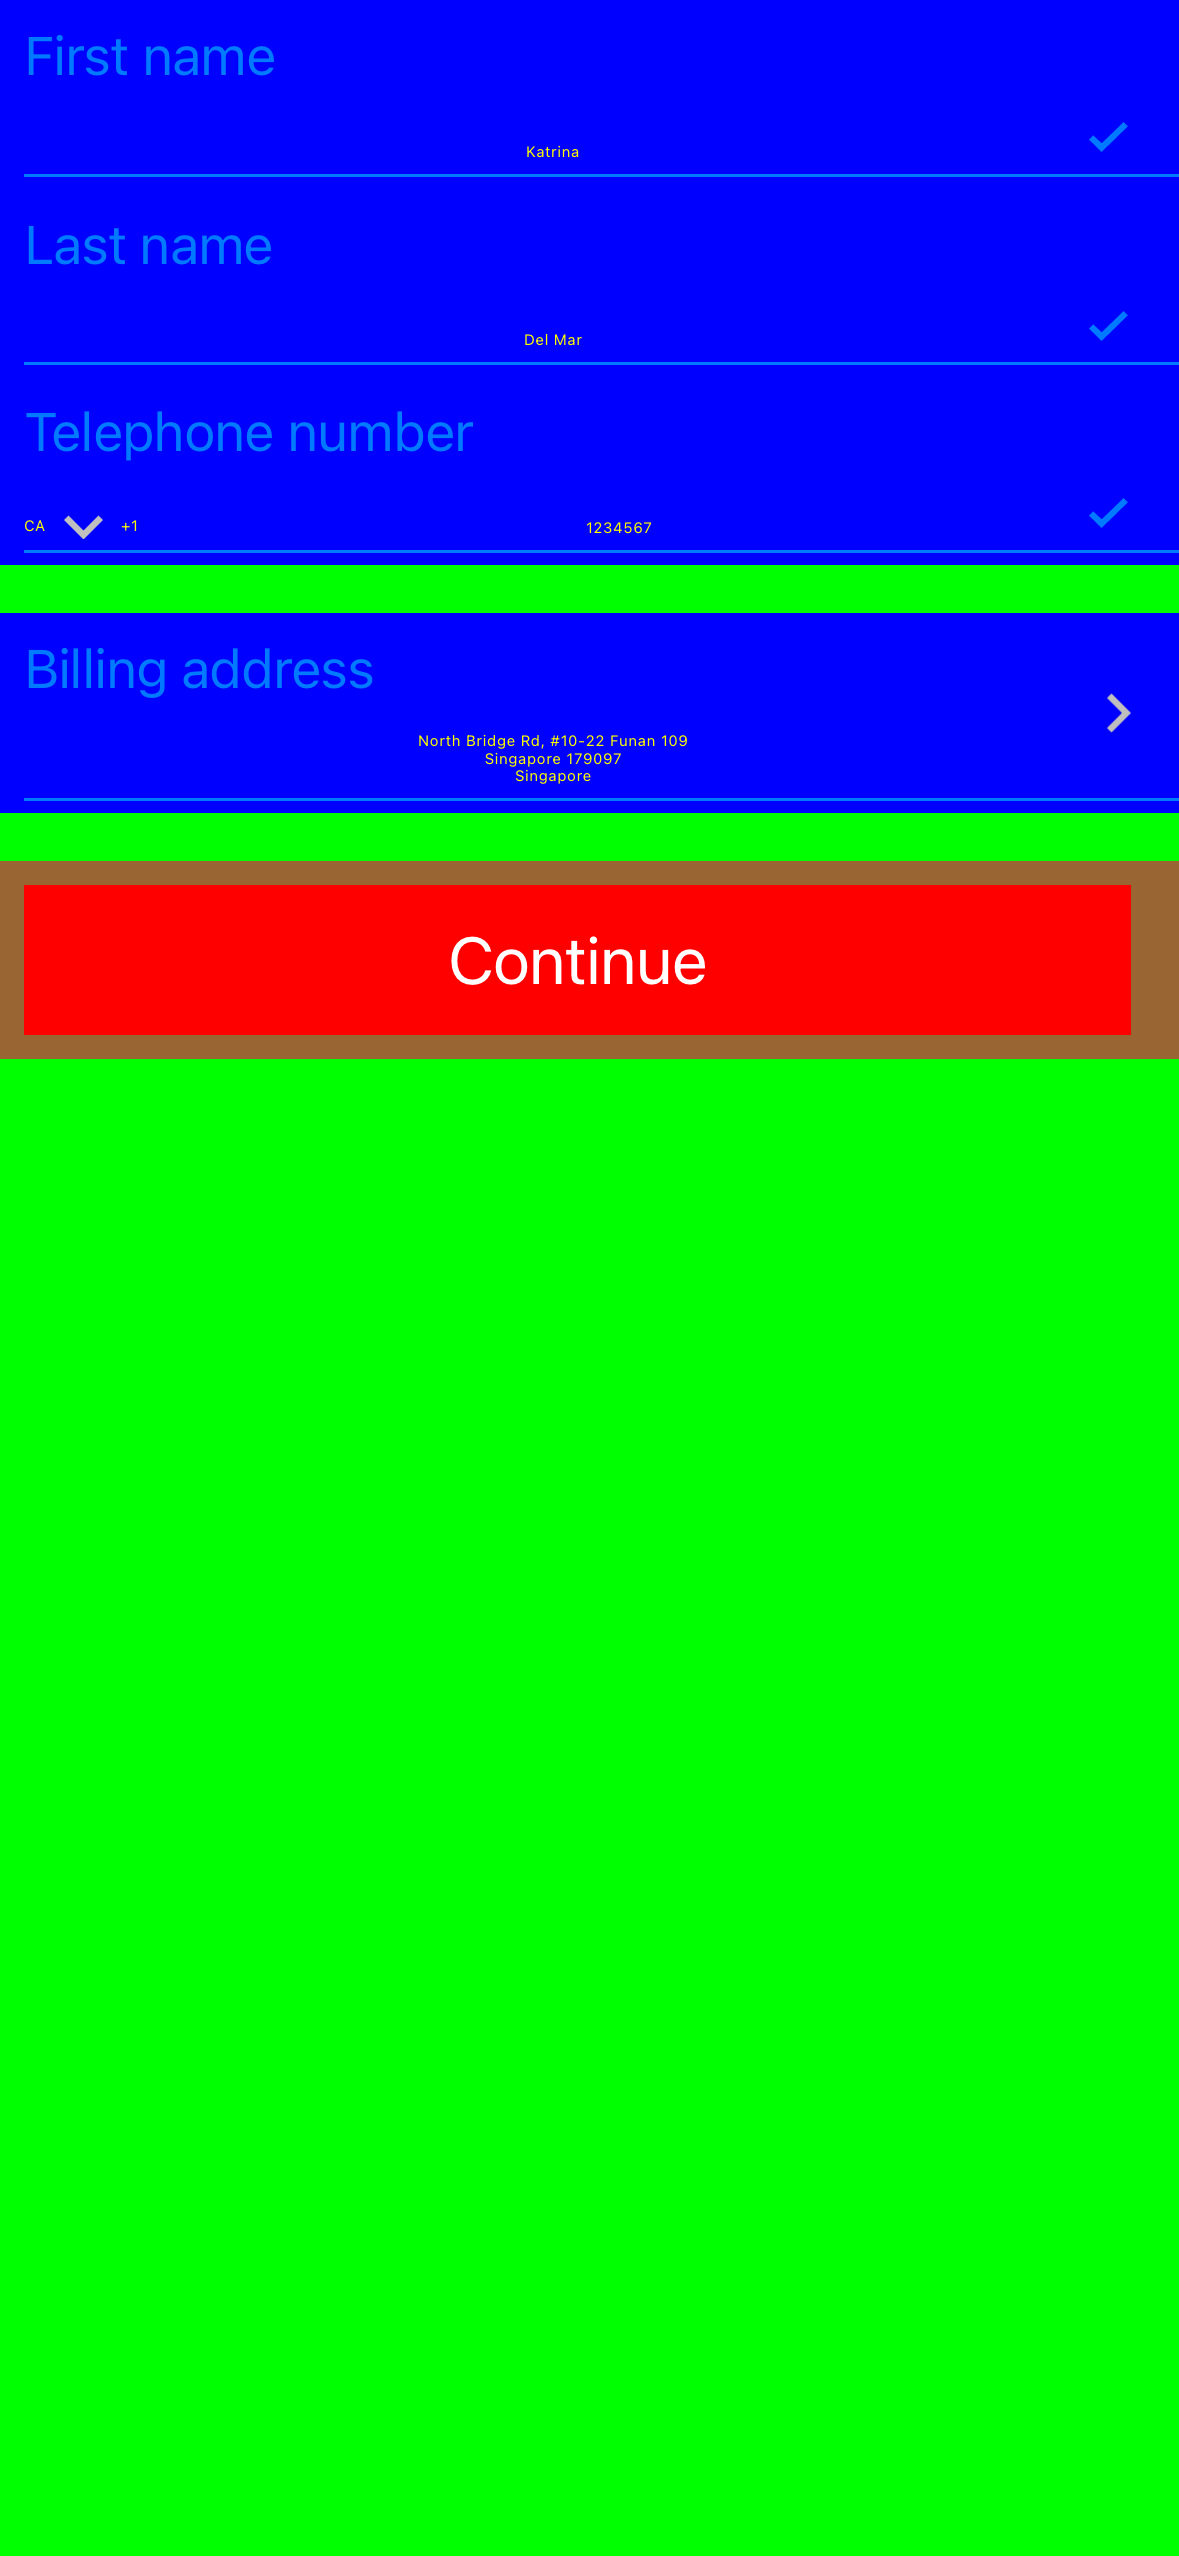 First name
Katrina
Last name
Del Mar
Telephone number
CA +1 1234567
Billing address
North Bridge Rd, #10-22 Funan 109
Singapore 179097
Singapore
Continue